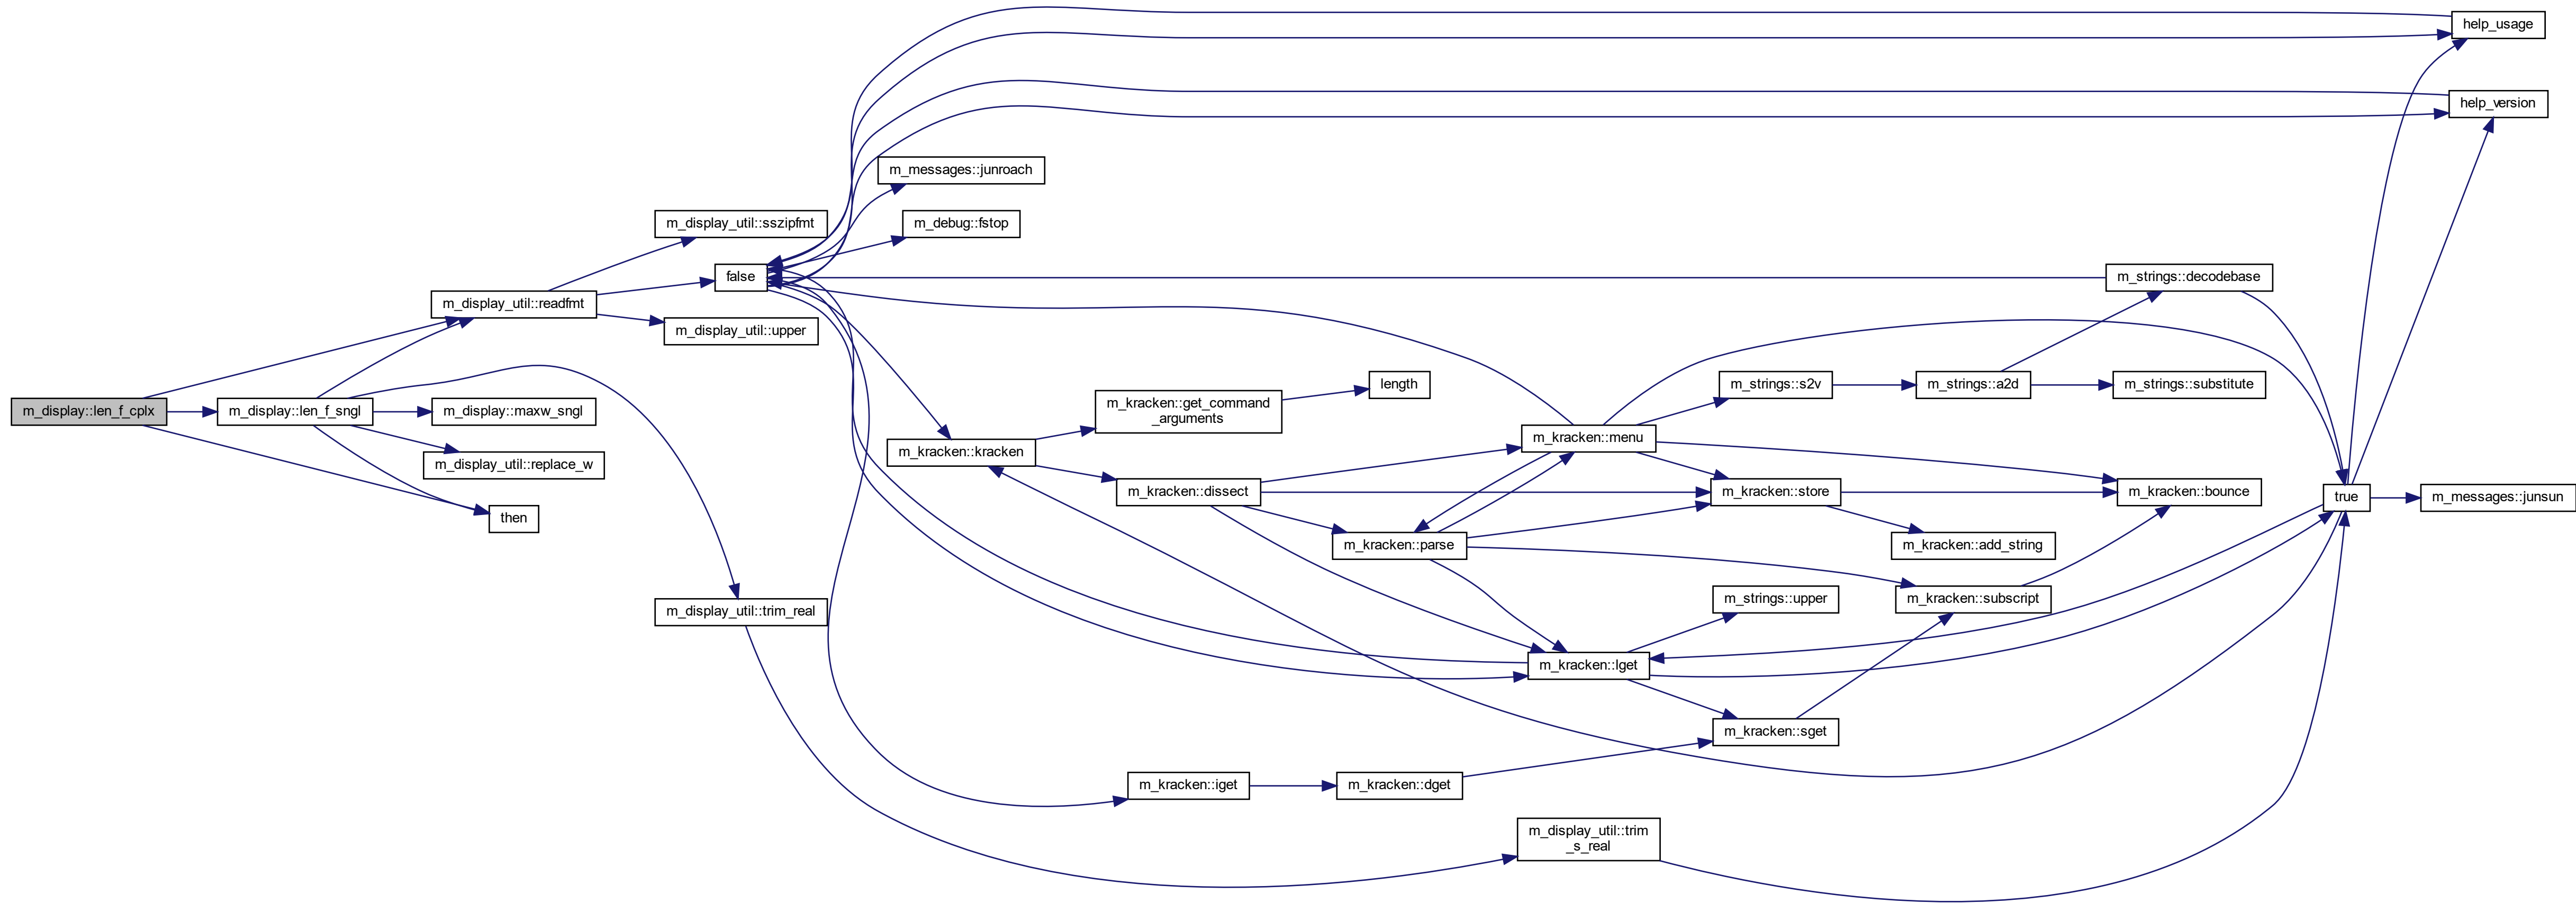 help_usage
help_version
m_messages::junroach
m_display_util::sszipfmt
m_debug::fstop
false
m_strings::decodebase
m_display_util::readfmt
m_display_util::upper
length
m_strings::s2v
m_strings::a2d
m_strings::substitute
m_display::len_f_cplx
m_display::len_f_sngl
m_display::maxw_sngl
m_kracken::get_command
_arguments
m_kracken::menu
m_display_util::replace_w
m_kracken::kracken
m_kracken::dissect
m_kracken::store
m_kracken::bounce
true
m_messages::junsun
then
m_kracken::parse
m_kracken::add_string
m_display_util::trim_real
m_strings::upper
m_kracken::subscript
m_kracken::lget
m_kracken::sget
m_kracken::iget
m_kracken::dget
m_display_util::trim
_s_real